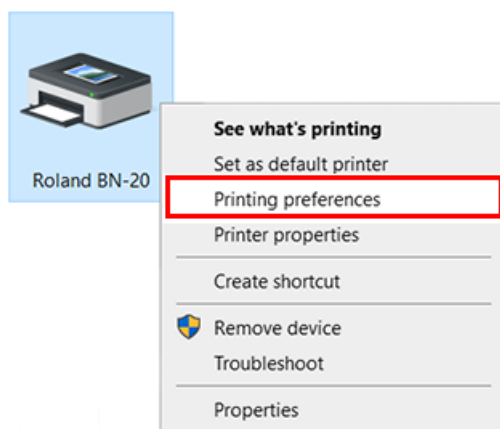 Roland BN-20
See what's printing
Set as default printer
Printing preferences
Printer properties
Create shortcut
Remove device
Troubleshoot
Properties